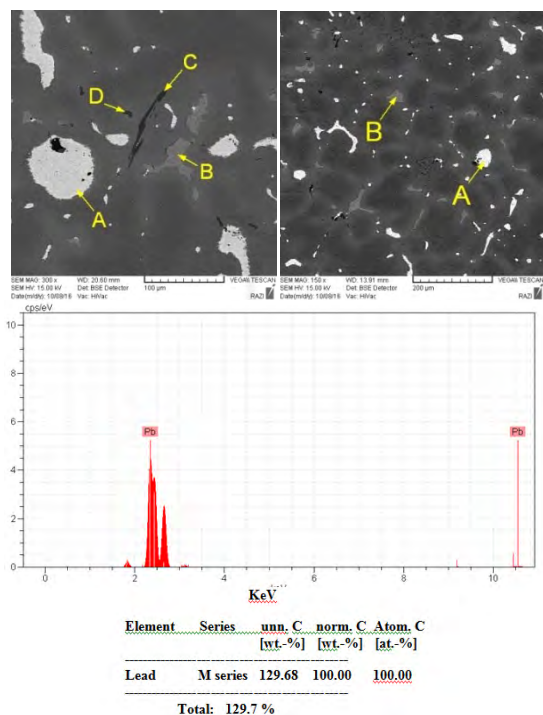 C
D
B
A
B
A
SEM MAG: 300 x WD: 20.60 mm VEGA\\ TESCAN
SEM HV: 15.00 kV Det: BSE Detector 100 µm
Date(m/d/y): 10/08/16 Vac: HiVac RAZI
SEM MAG: 150 x WD: 13.91 mm VEGA\\ TESCAN
SEM HV: 15.00 kV Det: BSE Detector 200 µm
Date(m/d/y): 10/08/16 Vac: HiVac RAZI
cps/eV
10
8
6
4
2
0
Pb
Pb
0 2 4 6 8 10
KeV
Element Series unn. C norm. C Atom. C
[wt.-%] [wt.-%] [at.-%]
Lead M series 129.68 100.00 100.00
Total: 129.7 %